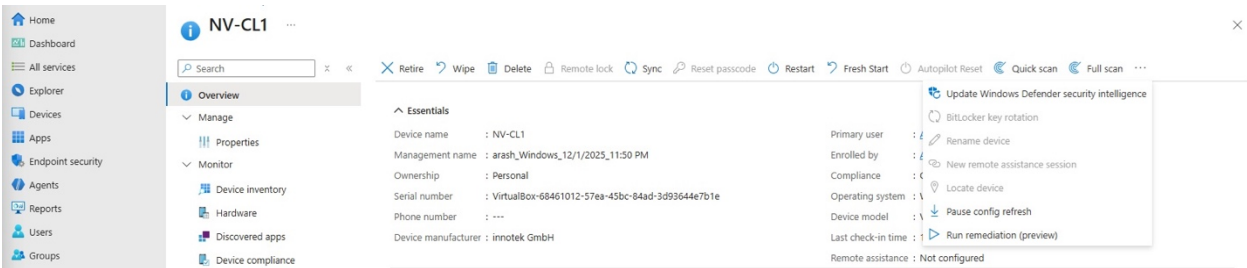 Home
Dashboard
All services
Explorer
Devices
Apps
Endpoint security
Agents
Reports
Users
Groups
NV-CL1 ...
Search
Overview
Manage
Properties
Monitor
Device inventory
Hardware
Discovered apps
Device compliance
Retire Wipe Delete Remote lock Sync Reset passcode Restart Fresh Start Autopilot Reset Quick scan Full scan ...
Essentials
Device name : NV-CL1
Management name : arash_Windows_12/1/2025_11:50 PM
Ownership : Personal
Serial number : VirtualBox-68461012-57ea-45bc-84ad-3d93644e7b1e
Phone number : ---
Device manufacturer : innotek GmbH
Primary user :
Enrolled by :
Compliance :
Operating system :
Device model :
Last check-in time :
Remote assistance : Not configured
Update Windows Defender security intelligence
BitLocker key rotation
Rename device
New remote assistance session
Locate device
Pause config refresh
Run remediation (preview)